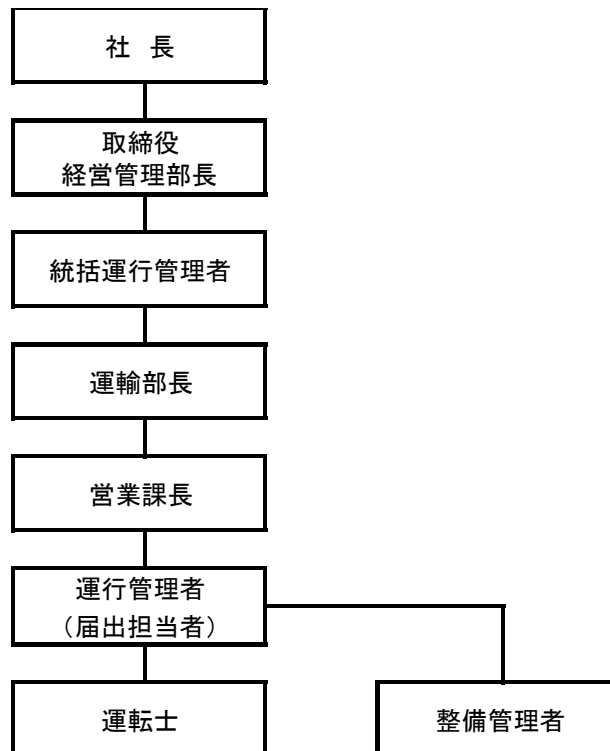 社 長
取締役
経営管理部長
統括運行管理者
運輸部長
営業課長
運行管理者
（届出担当者）
運転士
整備管理者